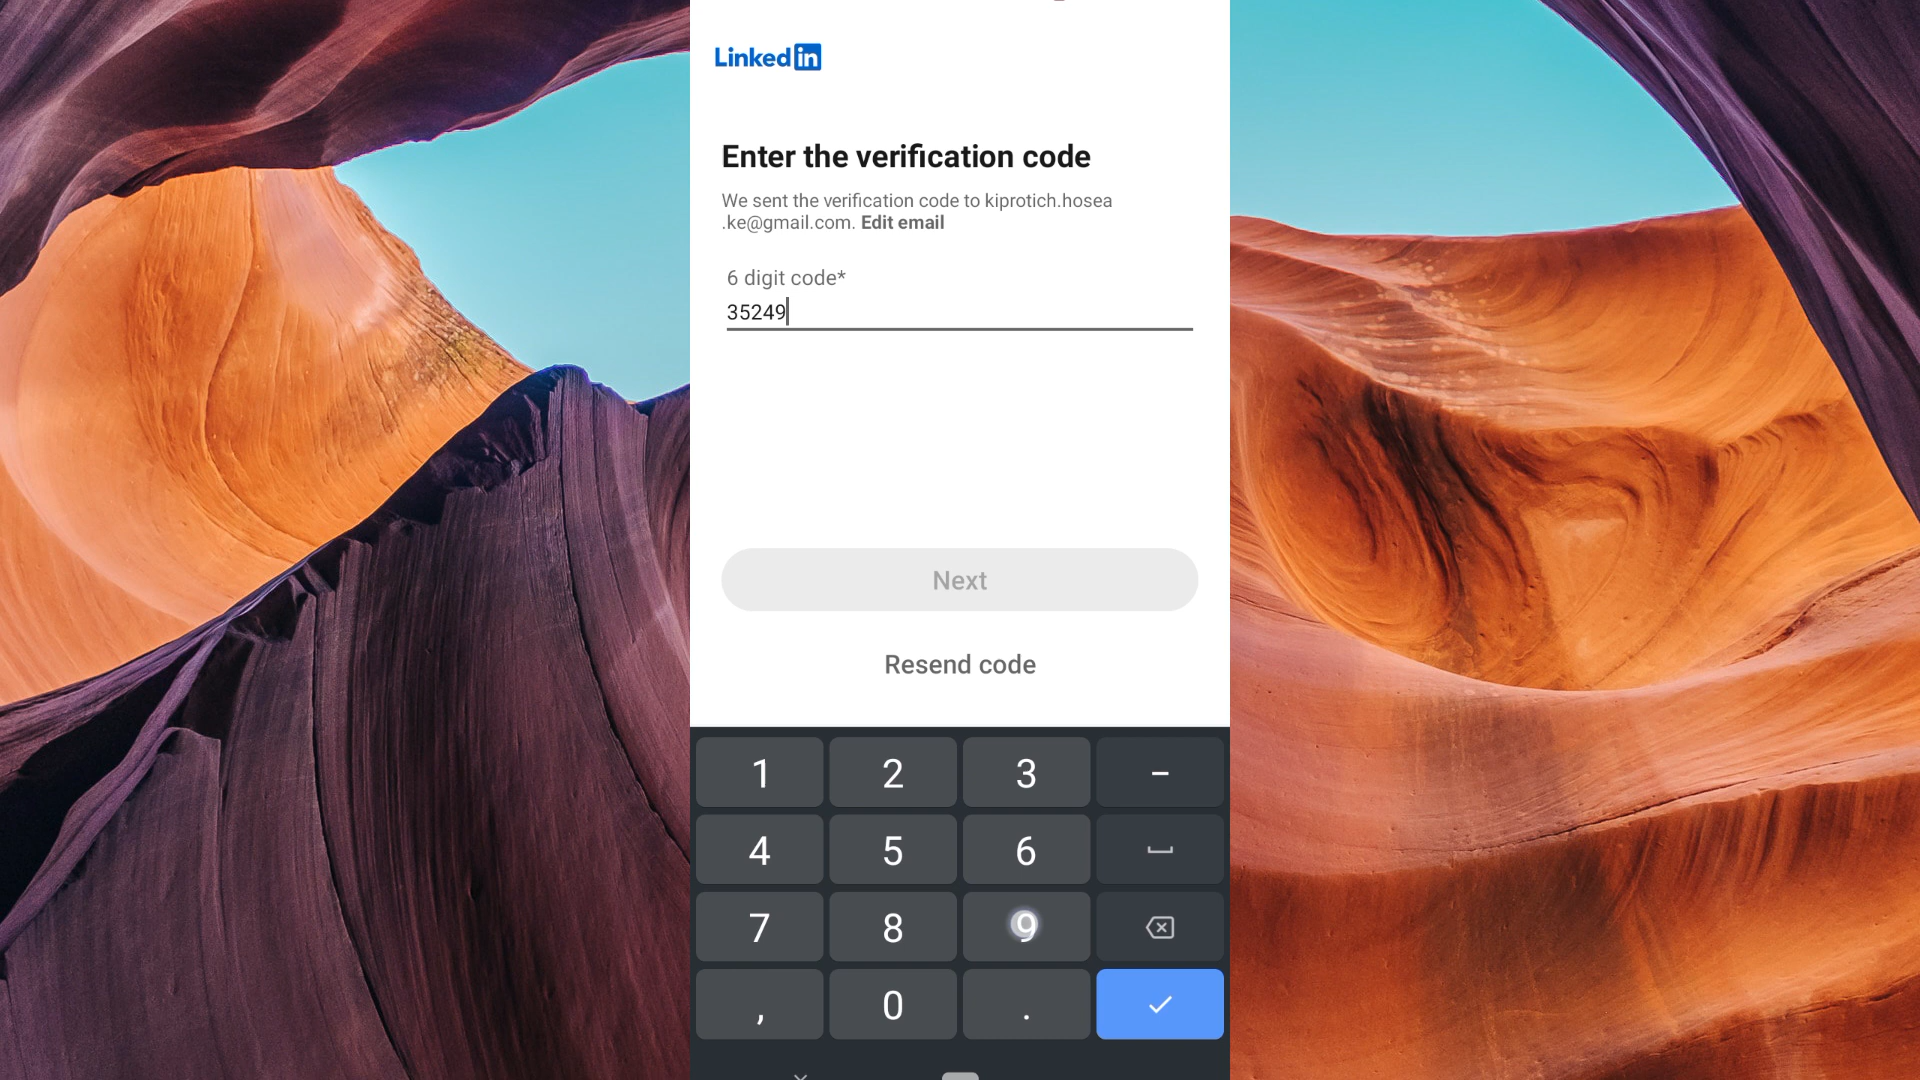 Linkedin
Enter the verification code
We sent the verification code to kiprotich.hosea
.ke@gmail.com. Edit email
6 digit code*
35249
Next
Resend code
1 2 3 –
4 5 6
7 8 9
, 0 .